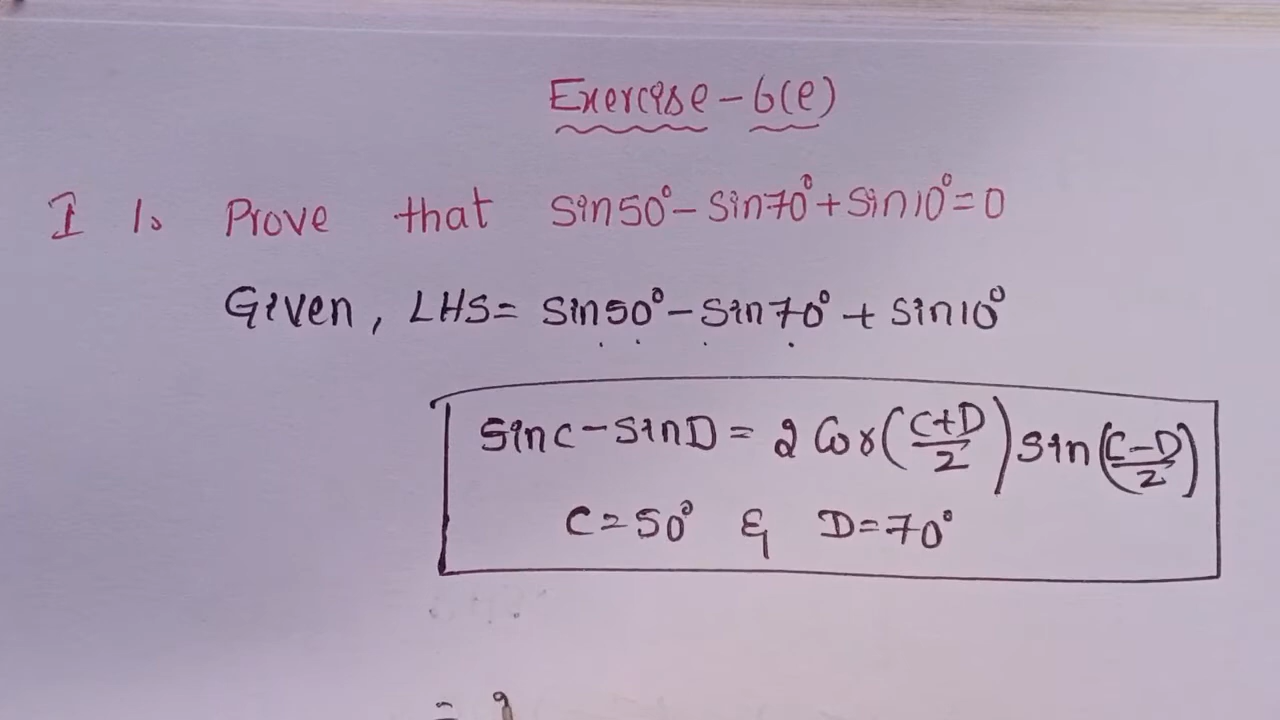 Exercise - 6(e)
I 1. Prove that sin50° - sin70° + sin10° = 0
Given, LHS = sin50° - sin70° + sin10°
sinC - sinD = 2 Cos(C+D/2) sin(C-D/2)
C = 50° & D = 70°
=